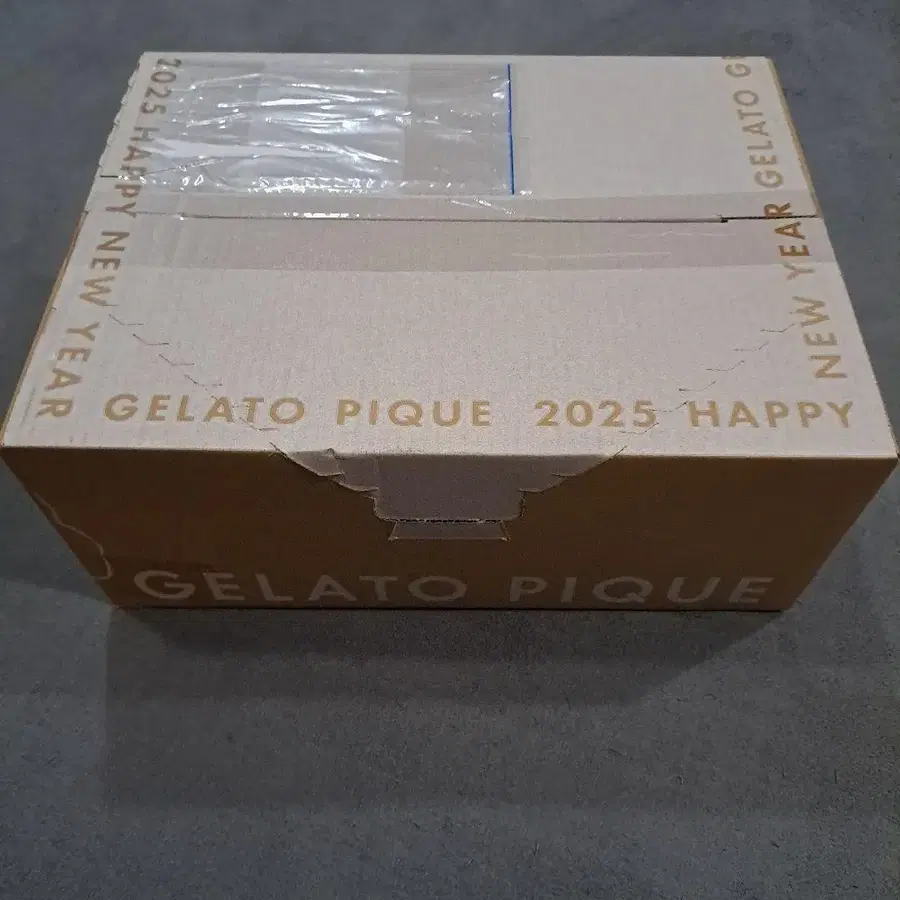 2025 HAPPY NEW YEAR
GELATO PIQUE 2025 HAPPY
NEW YEAR GELATO
GELATO PIQUE